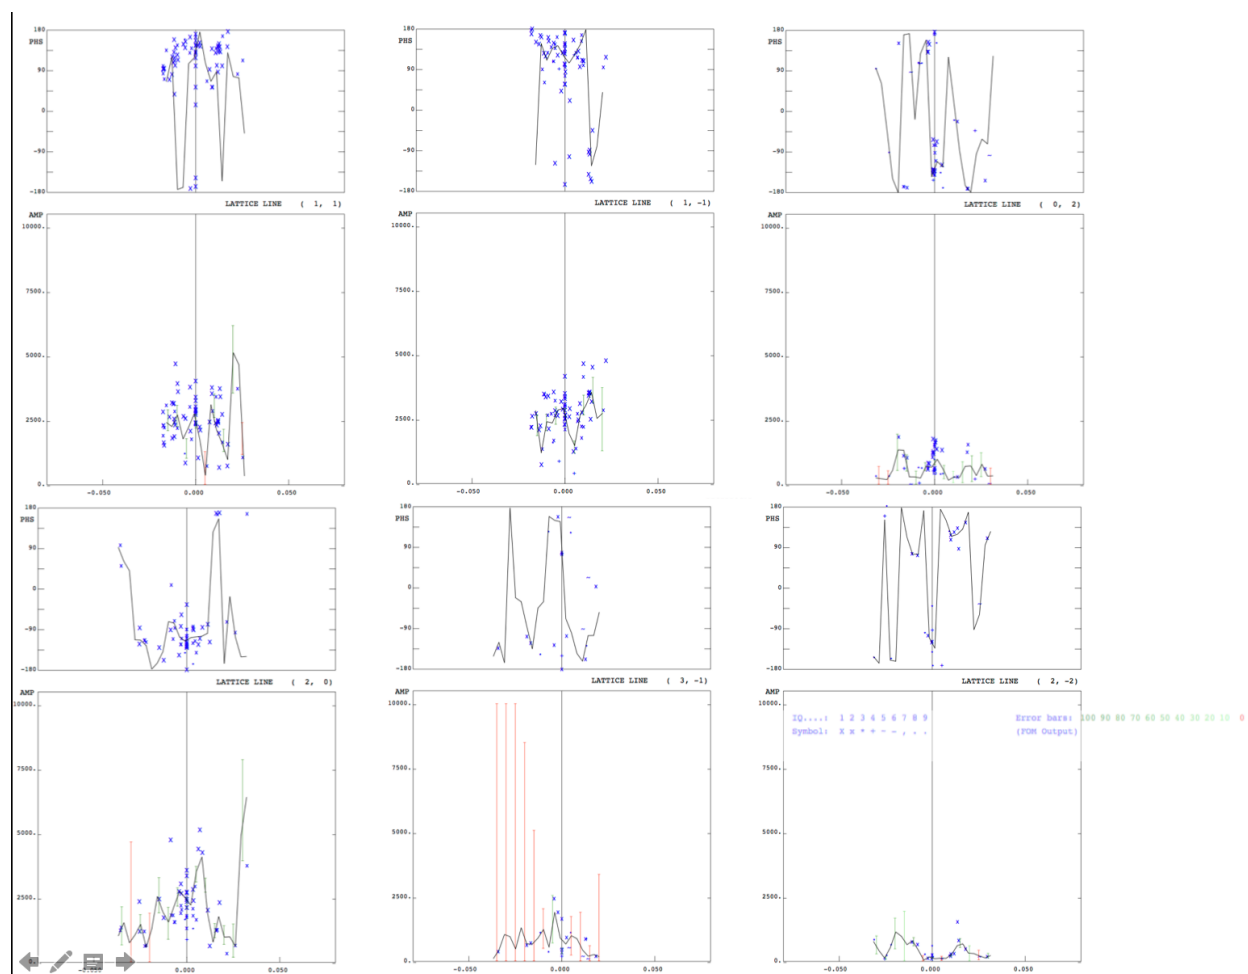 180
PHS
90
0
-90
-180
LATTICE LINE ( 1, 1)
180
PHS
90
0
-90
-180
LATTICE LINE ( 1, -1)
180
PHS
90
0
-90
-180
LATTICE LINE ( 0, 2)
AMP
10000.
7500.
5000.
2500.
0.
-0.050 0.000 0.050
AMP
10000.
7500.
5000.
2500.
0.
-0.050 0.000 0.050
AMP
10000.
7500.
5000.
2500.
0.
-0.050 0.000 0.050
180
PHS
90
0
-90
-180
LATTICE LINE ( 2, 0)
180
PHS
90
0
-90
-180
LATTICE LINE ( 3, -1)
180
PHS
90
0
-90
-180
LATTICE LINE ( 2, -2)
AMP
10000.
7500.
5000.
2500.
0.
0.000 0.050
AMP
10000.
7500.
5000.
2500.
0.
-0.050 0.000 0.050
AMP
10000.
7500.
5000.
2500.
0.
-0.050 0.000 0.050
IQ....: 1 2 3 4 5 6 7 8 9
Symbol: X x * + = - , . .
Error bars: 100 90 80 70 60 50 40 30 20 10 0
(FOM Output)